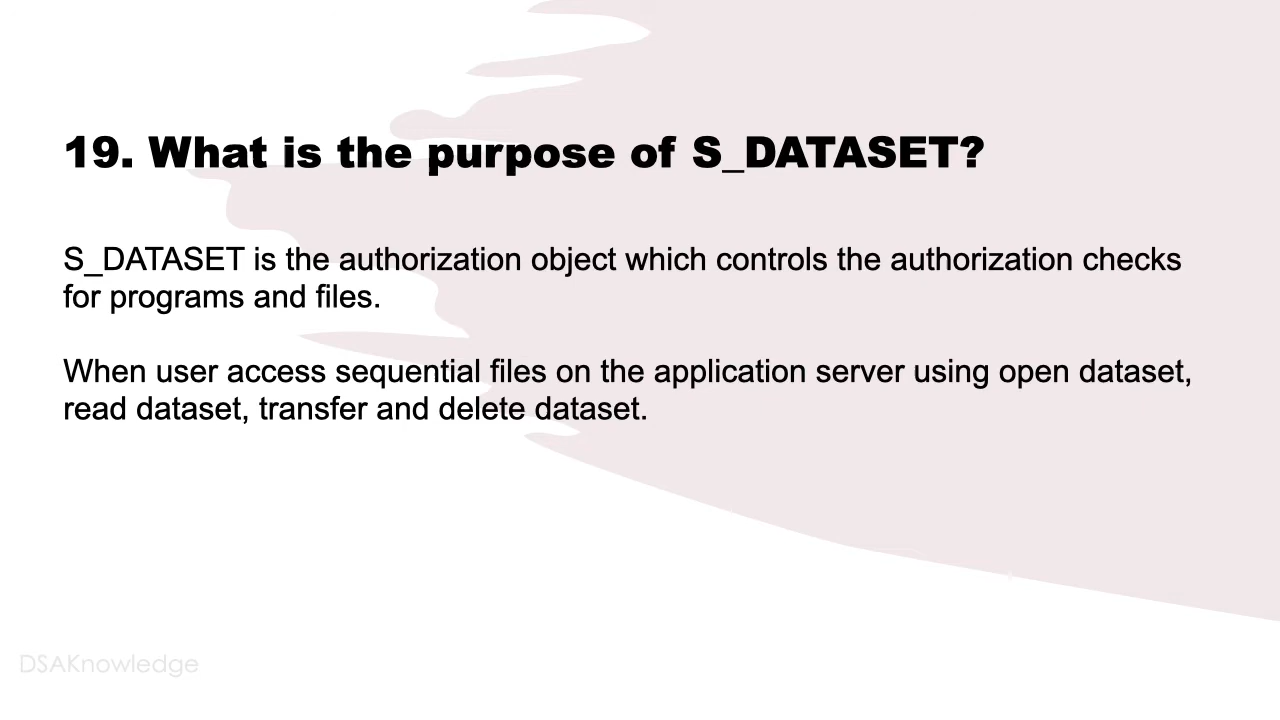 19. What is the purpose of S_DATASET?
S_DATASET is the authorization object which controls the authorization checks
for programs and files.
When user access sequential files on the application server using open dataset,
read dataset, transfer and delete dataset.
DSAKnowledge